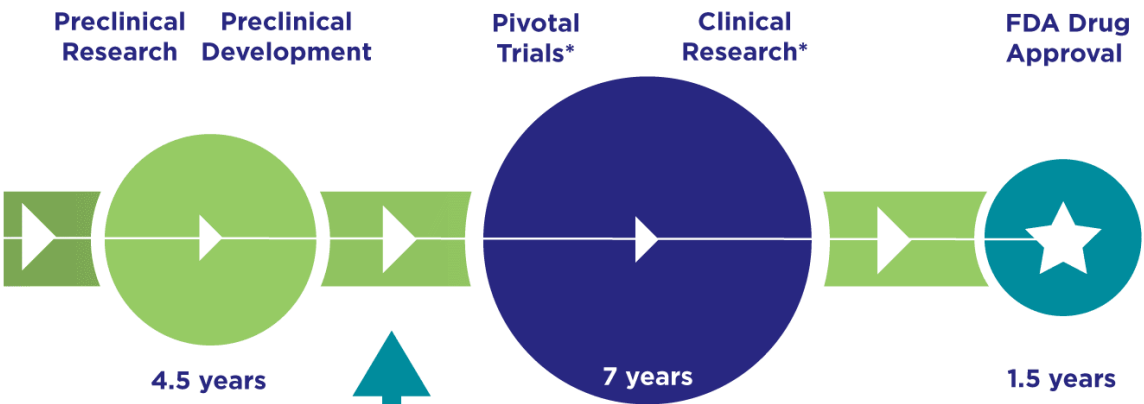 Preclinical
Research
Preclinical
Development
Pivotal
Trials*
Clinical
Research*
FDA Drug
Approval
4.5 years
7 years
1.5 years